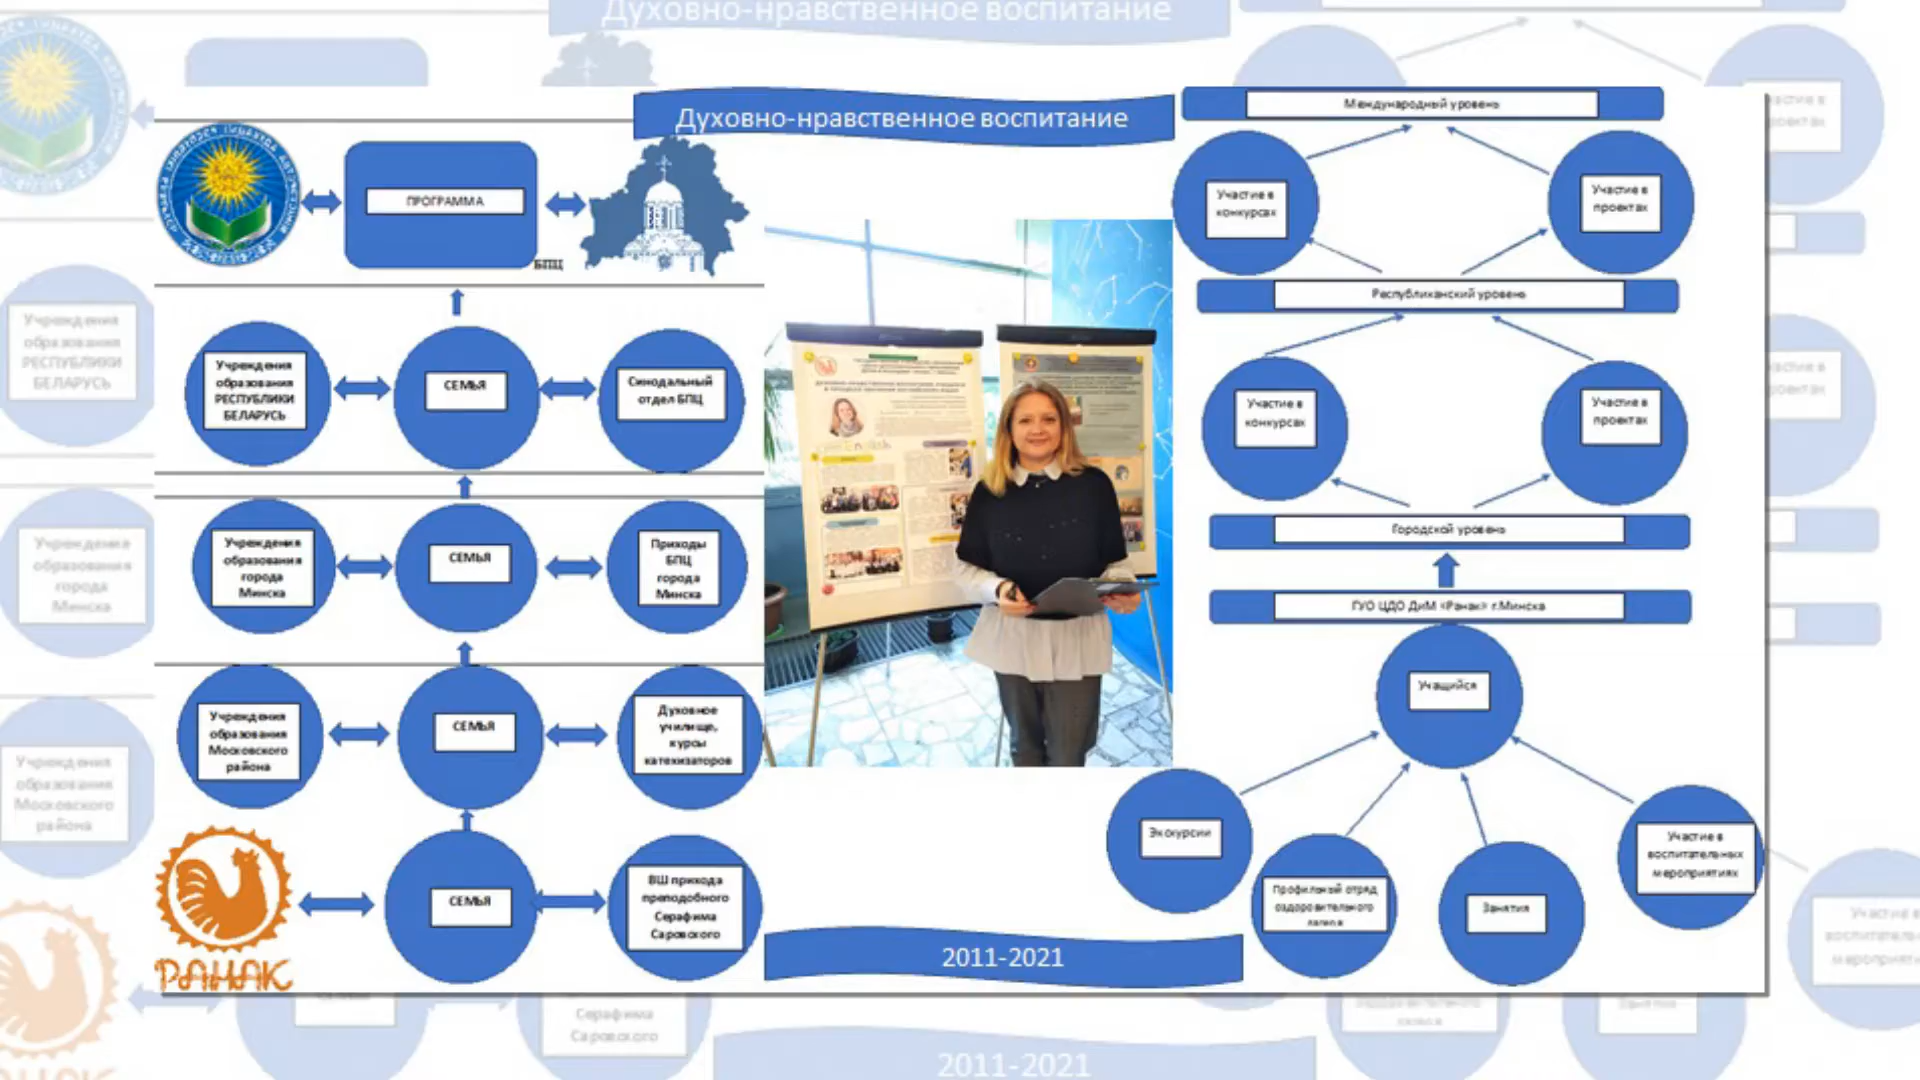 Духовно-нравственное воспитание
ПРОГРАММА
БПЦ
Учреждения
образования
РЕСПУБЛИКИ
БЕЛАРУСЬ
СЕМЬЯ
Синодальный
отдел БПЦ
Учреждения
образования
города
Минска
СЕМЬЯ
Приходы
БПЦ
города
Минска
Учреждения
образования
Московского
района
СЕМЬЯ
Духовное
училище,
курсы
катехизаторов
РАНАК
СЕМЬЯ
ВШ прихода
преподобного
Серафима
Саровского
2011-2021
Международный уровень
Участие в
конкурсах
Участие в
проектах
Республиканский уровень
Участие в
конкурсах
Участие в
проектах
Городской уровень
ГУО ЦДО ДиМ «Ранак» г.Минска
Учащийся
Экскурсии
Профильный отряд
оздоровительного
лагеря
Занятия
Участие в
воспитательных
мероприятиях